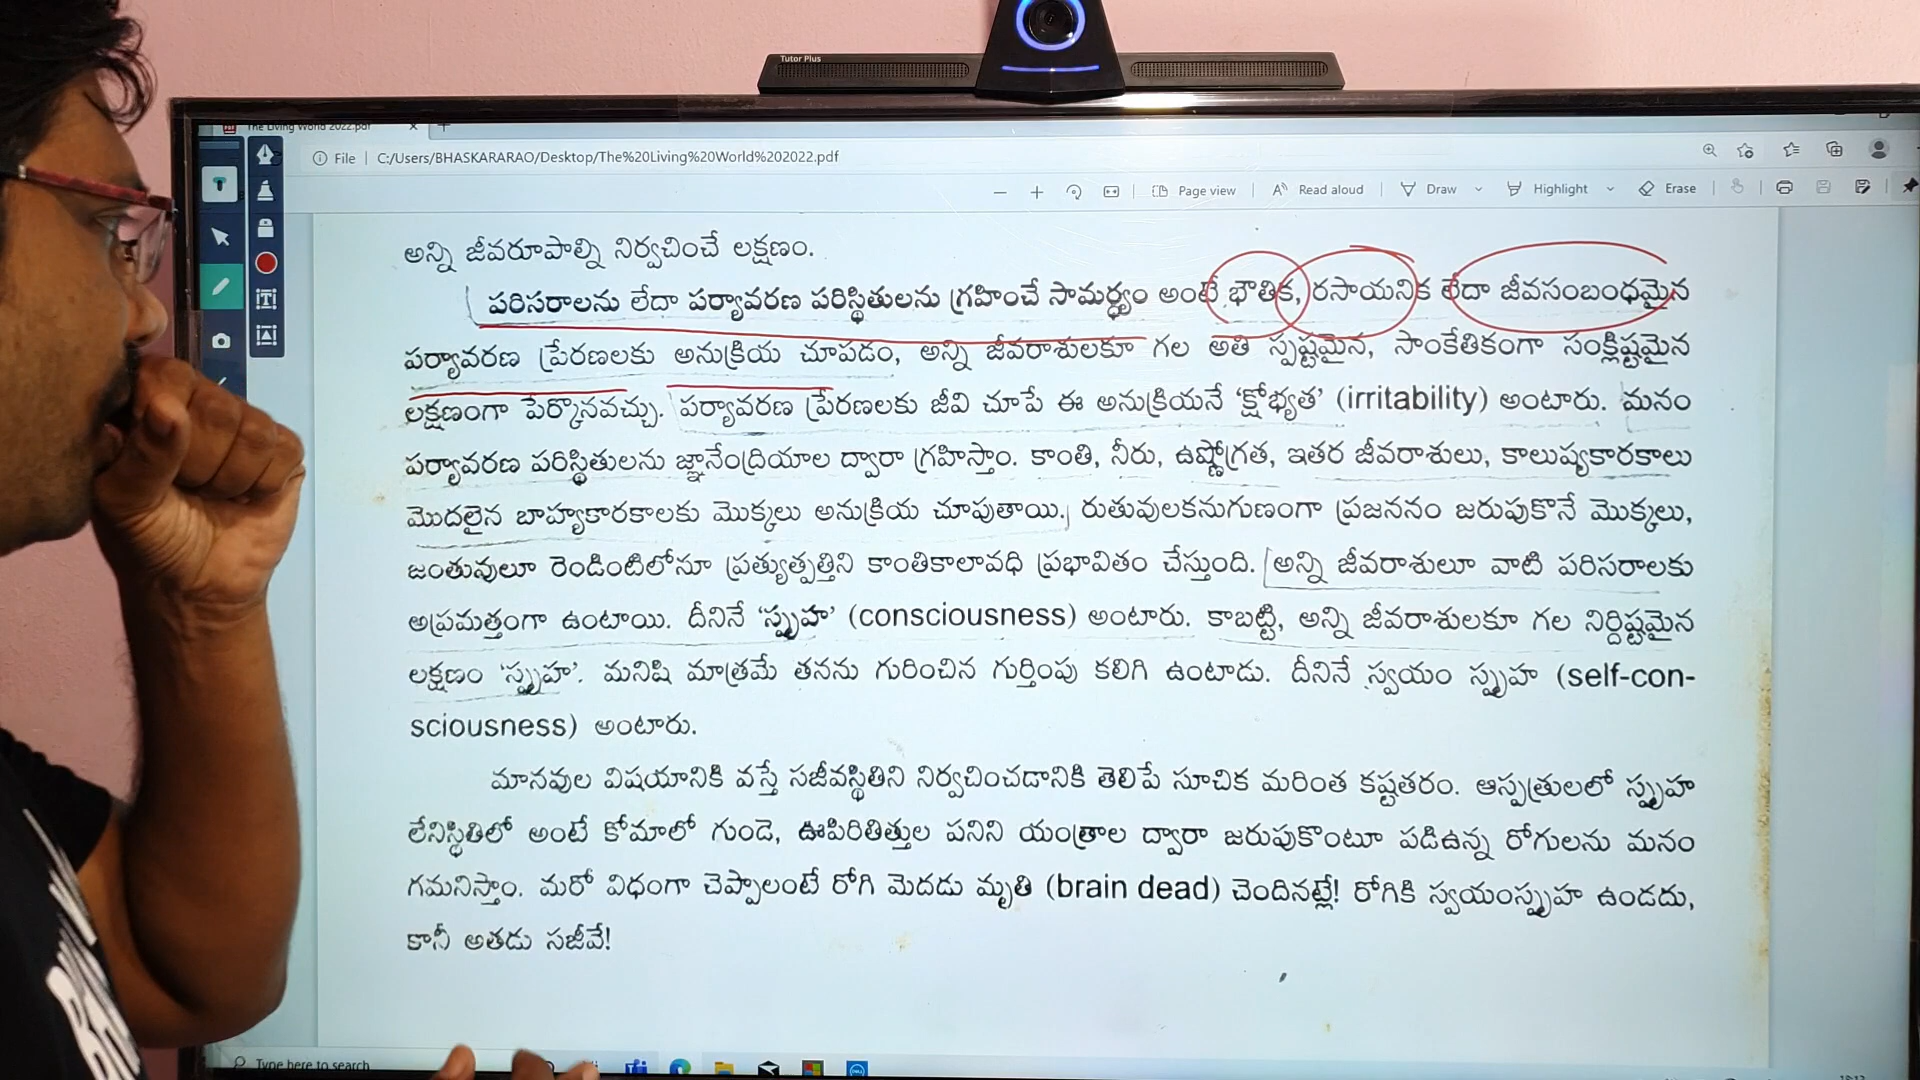 Tutor Plus
The Living World 2022.pdf
File | C:/Users/BHASKARARAO/Desktop/The%20Living%20World%202022.pdf
Page view | Read aloud | Draw Highlight Erase
అన్ని జీవరూపాల్ని నిర్వచించే లక్షణం.
పరిసరాలను లేదా పర్యావరణ పరిస్థితులను గ్రహించే సామర్థ్యం అంటే భౌతిక, రసాయనిక లేదా జీవసంబంధమైన
పర్యావరణ ప్రేరణలకు అనుక్రియ చూపడం, అన్ని జీవరాశులకూ గల అతి స్పష్టమైన, సాంకేతికంగా సంక్లిష్టమైన
లక్షణంగా పేర్కొనవచ్చు. పర్యావరణ ప్రేరణలకు జీవి చూపే ఈ అనుక్రియనే ‘క్షోభ్యత’ (irritability) అంటారు. మనం
పర్యావరణ పరిస్థితులను జ్ఞానేంద్రియాల ద్వారా గ్రహిస్తాం. కాంతి, నీరు, ఉష్ణోగ్రత, ఇతర జీవరాశులు, కాలుష్యకారకాలు
మొదలైన బాహ్యకారకాలకు మొక్కలు అనుక్రియ చూపుతాయి. రుతువులకనుగుణంగా ప్రజననం జరుపుకొనే మొక్కలు,
జంతువులూ రెండింటిలోనూ ప్రత్యుత్పత్తిని కాంతికాలావధి ప్రభావితం చేస్తుంది. అన్ని జీవరాశులూ వాటి పరిసరాలకు
అప్రమత్తంగా ఉంటాయి. దీనినే ‘స్పృహ’ (consciousness) అంటారు. కాబట్టి, అన్ని జీవరాశులకూ గల నిర్దిష్టమైన
లక్షణం ‘స్పృహ’. మనిషి మాత్రమే తనను గురించిన గుర్తింపు కలిగి ఉంటాడు. దీనినే స్వయం స్పృహ (self-con-
sciousness) అంటారు.
మానవుల విషయానికి వస్తే సజీవస్థితిని నిర్వచించడానికి తెలిపే సూచిక మరింత కష్టతరం. ఆస్పత్రులలో స్పృహ
లేనిస్థితిలో అంటే కోమాలో గుండె, ఊపిరితిత్తుల పనిని యంత్రాల ద్వారా జరుపుకొంటూ పడిఉన్న రోగులను మనం
గమనిస్తాం. మరో విధంగా చెప్పాలంటే రోగి మెదడు మృతి (brain dead) చెందినట్లే! రోగికి స్వయంస్పృహ ఉండదు,
కానీ అతడు సజీవే!
Type here to search